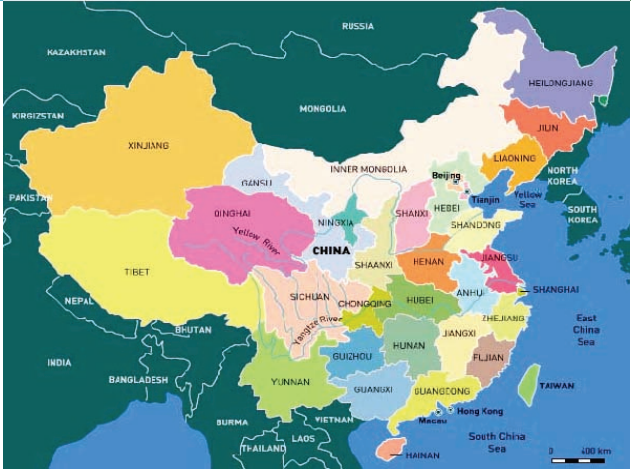 RUSSIA
KAZAKHSTAN
HEILONGJIANG
MONGOLIA
KIRGIZSTAN
JILIN
XINJIANG
LIAONING
INNER MONGOLIA
Beijing
NORTH
KOREA
GANSU
PAKISTAN
Tianjin
Yellow
Sea
QINGHAI
NINGXIA
SHANXI
HEBEI
SOUTH
KOREA
SHANDONG
Yellow River
CHINA
HENAN
JIANGSU
SHAANXI
TIBET
SICHUAN
CHONGQING
HUBEI
ANHUI
SHANGHAI
NEPAL
Yangtze River
ZHEJIANG
East
China
Sea
BHUTAN
JIANGXI
HUNAN
GUIZHOU
FUJIAN
INDIA
BANGLADESH
YUNNAN
GUANGXI
GUANGDONG
TAIWAN
Hong Kong
Macau
BURMA
VIETNAM
LAOS
South China
Sea
THAILAND
HAINAN
0 400 km